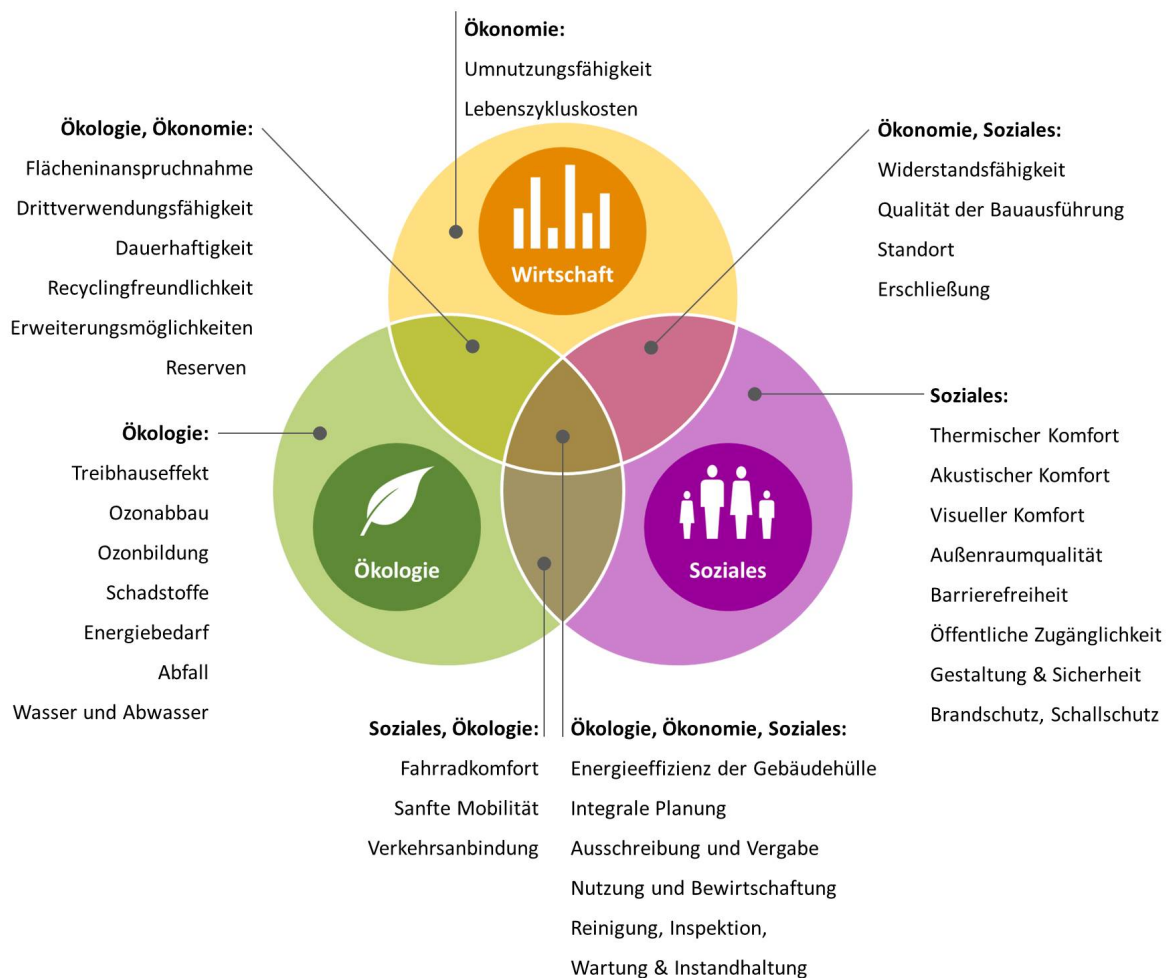 Ökonomie:
Umnutzungsfähigkeit
Lebenszykluskosten
Ökologie, Ökonomie:
Flächeninanspruchnahme
Drittverwendungsfähigkeit
Dauerhaftigkeit
Recyclingfreundlichkeit
Erweiterungsmöglichkeiten
Reserven
Ökonomie, Soziales:
Widerstandsfähigkeit
Qualität der Bauausführung
Standort
Erschließung
Wirtschaft
Ökologie:
Treibhauseffekt
Ozonabbau
Ozonbildung
Schadstoffe
Energiebedarf
Abfall
Wasser und Abwasser
Ökologie
Soziales
Soziales:
Thermischer Komfort
Akustischer Komfort
Visueller Komfort
Außenraumqualität
Barrierefreiheit
Öffentliche Zugänglichkeit
Gestaltung & Sicherheit
Brandschutz, Schallschutz
Soziales, Ökologie:
Fahrradkomfort
Sanfte Mobilität
Verkehrsanbindung
Ökologie, Ökonomie, Soziales:
Energieeffizienz der Gebäudehülle
Integrale Planung
Ausschreibung und Vergabe
Nutzung und Bewirtschaftung
Reinigung, Inspektion,
Wartung & Instandhaltung